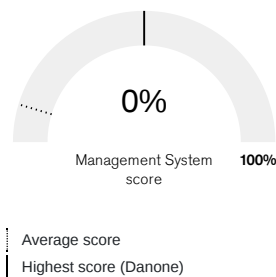 0%
Management System
score
100%
Average score
Highest score (Danone)